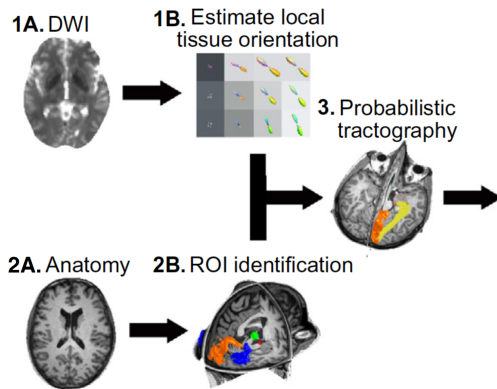 1A. DWI
1B. Estimate local
tissue orientation
3. Probabilistic
tractography
2A. Anatomy
2B. ROI identification